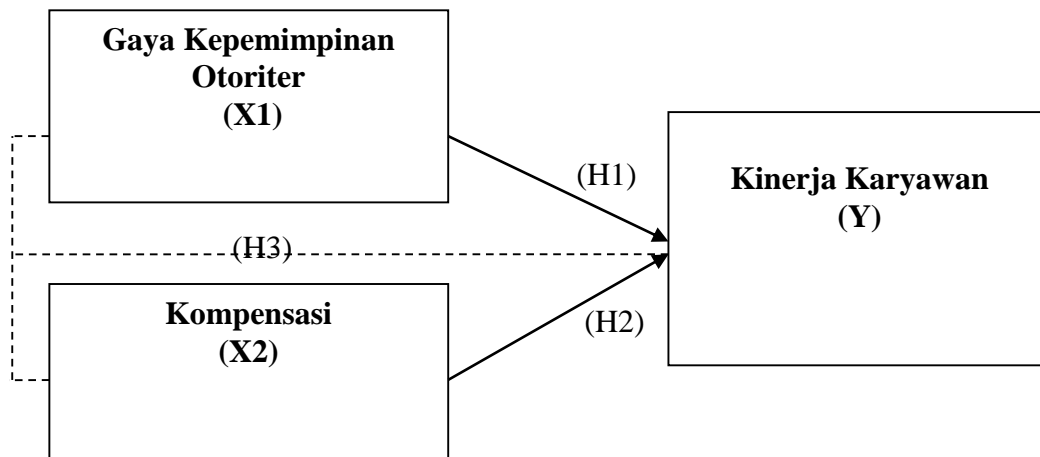 Gaya Kepemimpinan
Otoriter
(X1)
(H1)
Kinerja Karyawan
(Y)
(H3)
Kompensasi
(X2)
(H2)